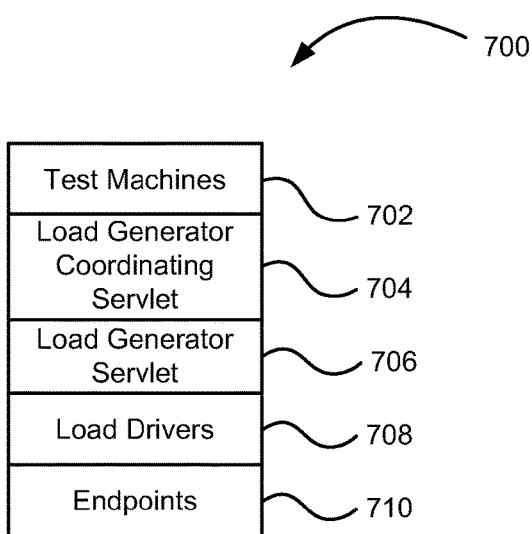 700
Test Machines
702
Load Generator
Coordinating
Servlet
704
Load Generator
Servlet
706
Load Drivers
708
Endpoints
710